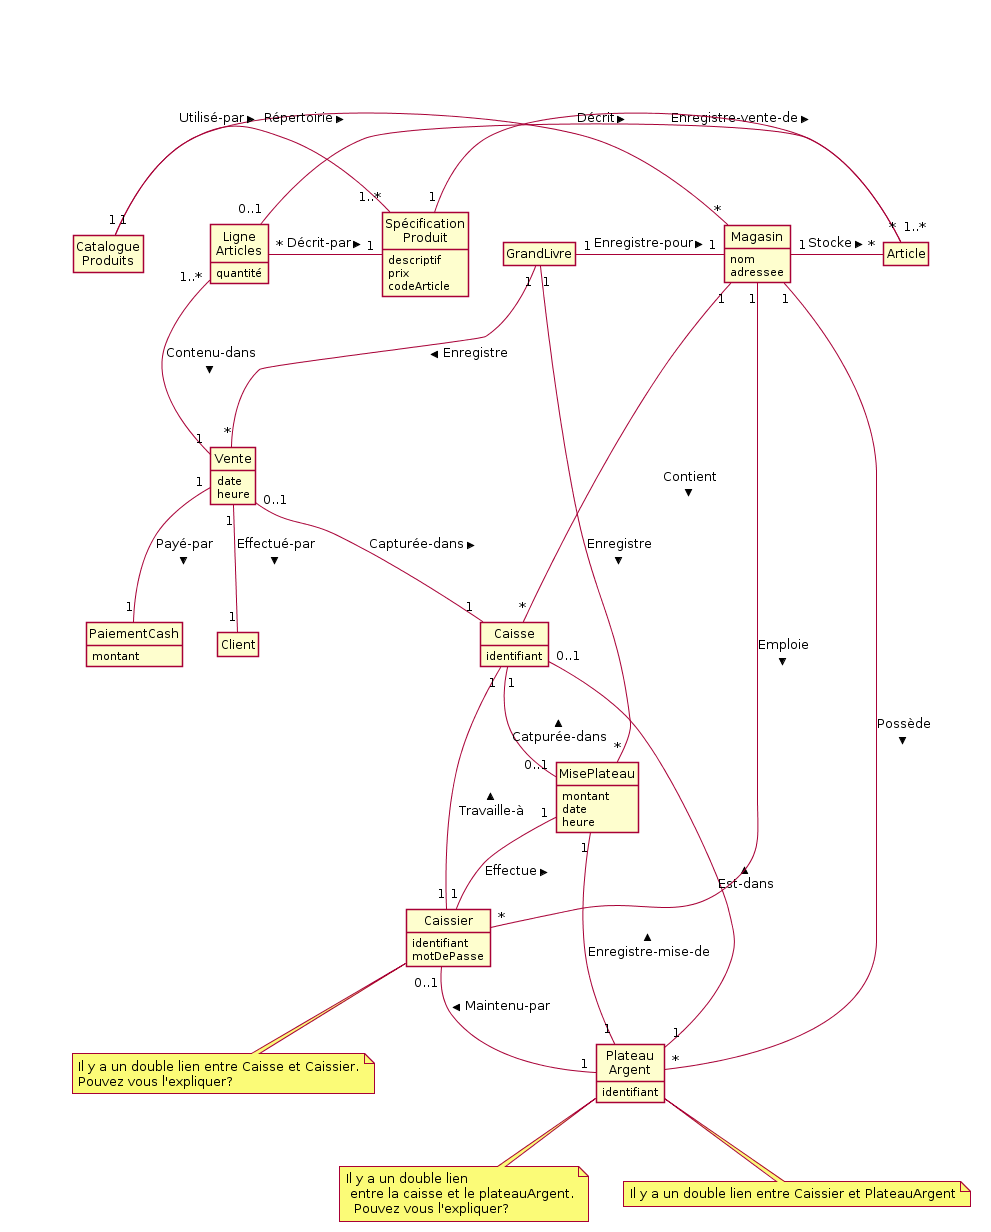 Utilisé-par ▶ Répertoirie ▶ Décrit ▶ Enregistre-vente-de ▶
1..*
1
0..1
*
1 1
* 1..*
Catalogue
Produits
Ligne
Articles
quantité
* Décrit-par ▶ 1
Spécification
Produit
descriptif
prix
codeArticle
GrandLivre
1 Enregistre-pour ▶ 1
Magasin
nom
adressee
1 Stocke ▶ *
Article
1..*
1 1
1 1 1
Contenu-dans
▼
◀ Enregistre
1
*
Vente
date
heure
1
0..1
1
Contient
▼
Payé-par
▼
Effectué-par
▼
Capturée-dans ▶
Enregistre
▼
1
1
1
*
PaiementCash
montant
Client
Caisse
identifiant
0..1
Emploie
▼
1 1
▲
Catpurée-dans
*
0..1
Possède
▼
MisePlateau
montant
date
heure
▲
Travaille-à
1
1
Effectue ▶
▲
Est-dans
1 1
*
Caissier
identifiant
motDePasse
▲
Enregistre-mise-de
0..1
◀ Maintenu-par
1
1
1
*
Plateau
Argent
identifiant
Il y a un double lien entre Caisse et Caissier.
Pouvez vous l'expliquer?
Il y a un double lien
entre la caisse et le plateauArgent.
Pouvez vous l'expliquer?
Il y a un double lien entre Caissier et PlateauArgent